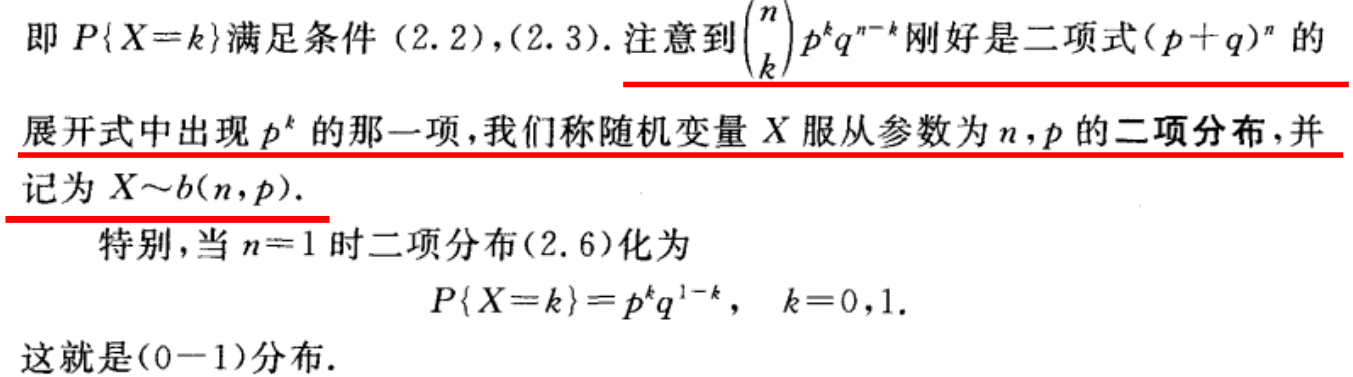 即 P{X=k}满足条件 (2.2),(2.3). 注意到$\binom{n}{k}p^kq^{n-k}$刚好是二项式$(p+q)^n$ 的
展开式中出现 $p^k$ 的那一项,我们称随机变量 X 服从参数为 n,p 的二项分布,并
记为 X~b(n,p).
特别,当 n=1 时二项分布(2.6)化为
$P\{X=k\}=p^kq^{1-k}, \quad k=0,1.$
这就是(0-1)分布.